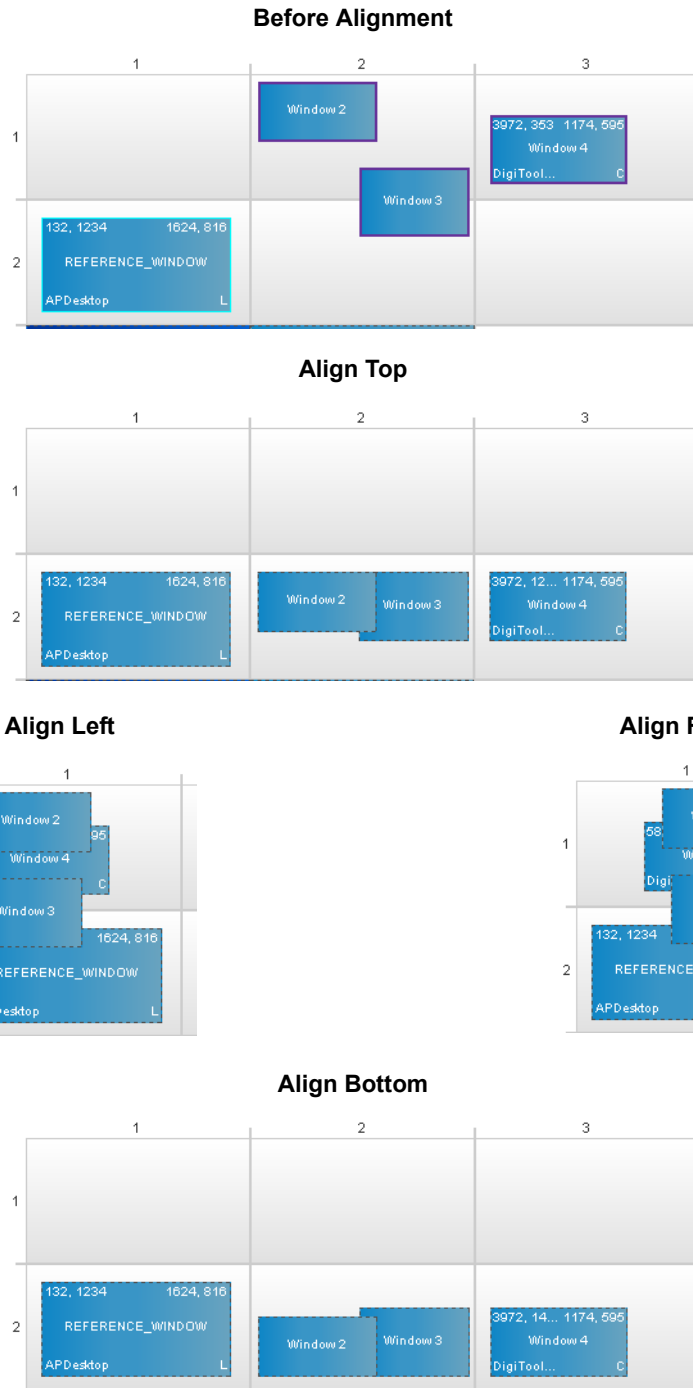 Before Alignment
1 2 3
1
Window 2
3972, 353 1174, 595
Window 4
DigiTool... C
Window 3
2
132, 1234 1624, 816
REFERENCE_WINDOW
APDesktop L
Align Top
1 2 3
1
2
132, 1234 1624, 816
REFERENCE_WINDOW
APDesktop L
Window 2
Window 3
3972, 12... 1174, 595
Window 4
DigiTool... C
Align Left
1
Window 2
95
Window 4
C
Window 3
1624, 816
REFERENCE_WINDOW
esktop L
Align
1
1
58
Digi
2
132, 1234
REFERENCE
APDesktop
Align Bottom
1 2 3
1
2
132, 1234 1624, 816
REFERENCE_WINDOW
APDesktop L
Window 2
Window 3
3972, 14... 1174, 595
Window 4
DigiTool... C